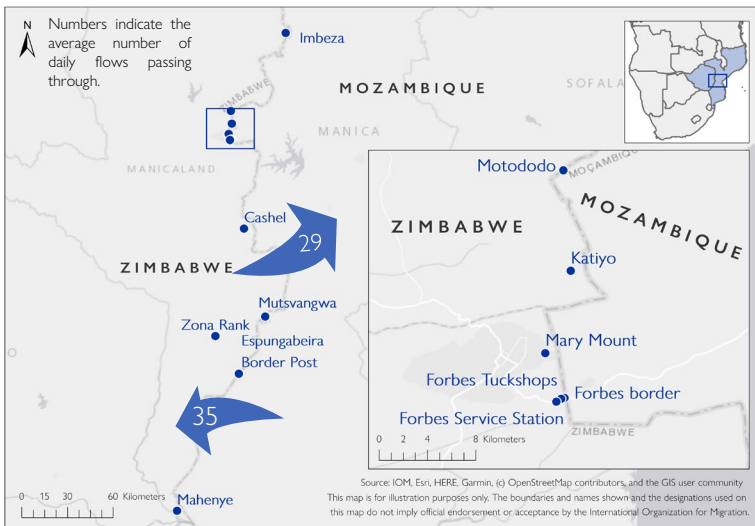 N
Numbers indicate the
average number of
daily flows passing
through.
Imbeza
ZIMBABWE
MOZAMBIQUE
SOFALA
MANICA
MANICALAND
Cashel
29
ZIMBABWE
Mutsvangwa
Zona Rank
Espungabeira
Border Post
35
Mahenye
0 15 30 60 Kilometers
Motododo
MOÇAMBIQUE
ZIMBABWE
MOZAMBIQUE
Katiyo
Mary Mount
Forbes Tuckshops
Forbes border
Forbes Service Station
ZIMBABWE
0 2 4 8 Kilometers
Source: IOM, Esri, HERE, Garmin, (c) OpenStreetMap contributors, and the GIS user community
This map is for illustration purposes only. The boundaries and names shown and the designations used on
this map do not imply official endorsement or acceptance by the International Organization for Migration.